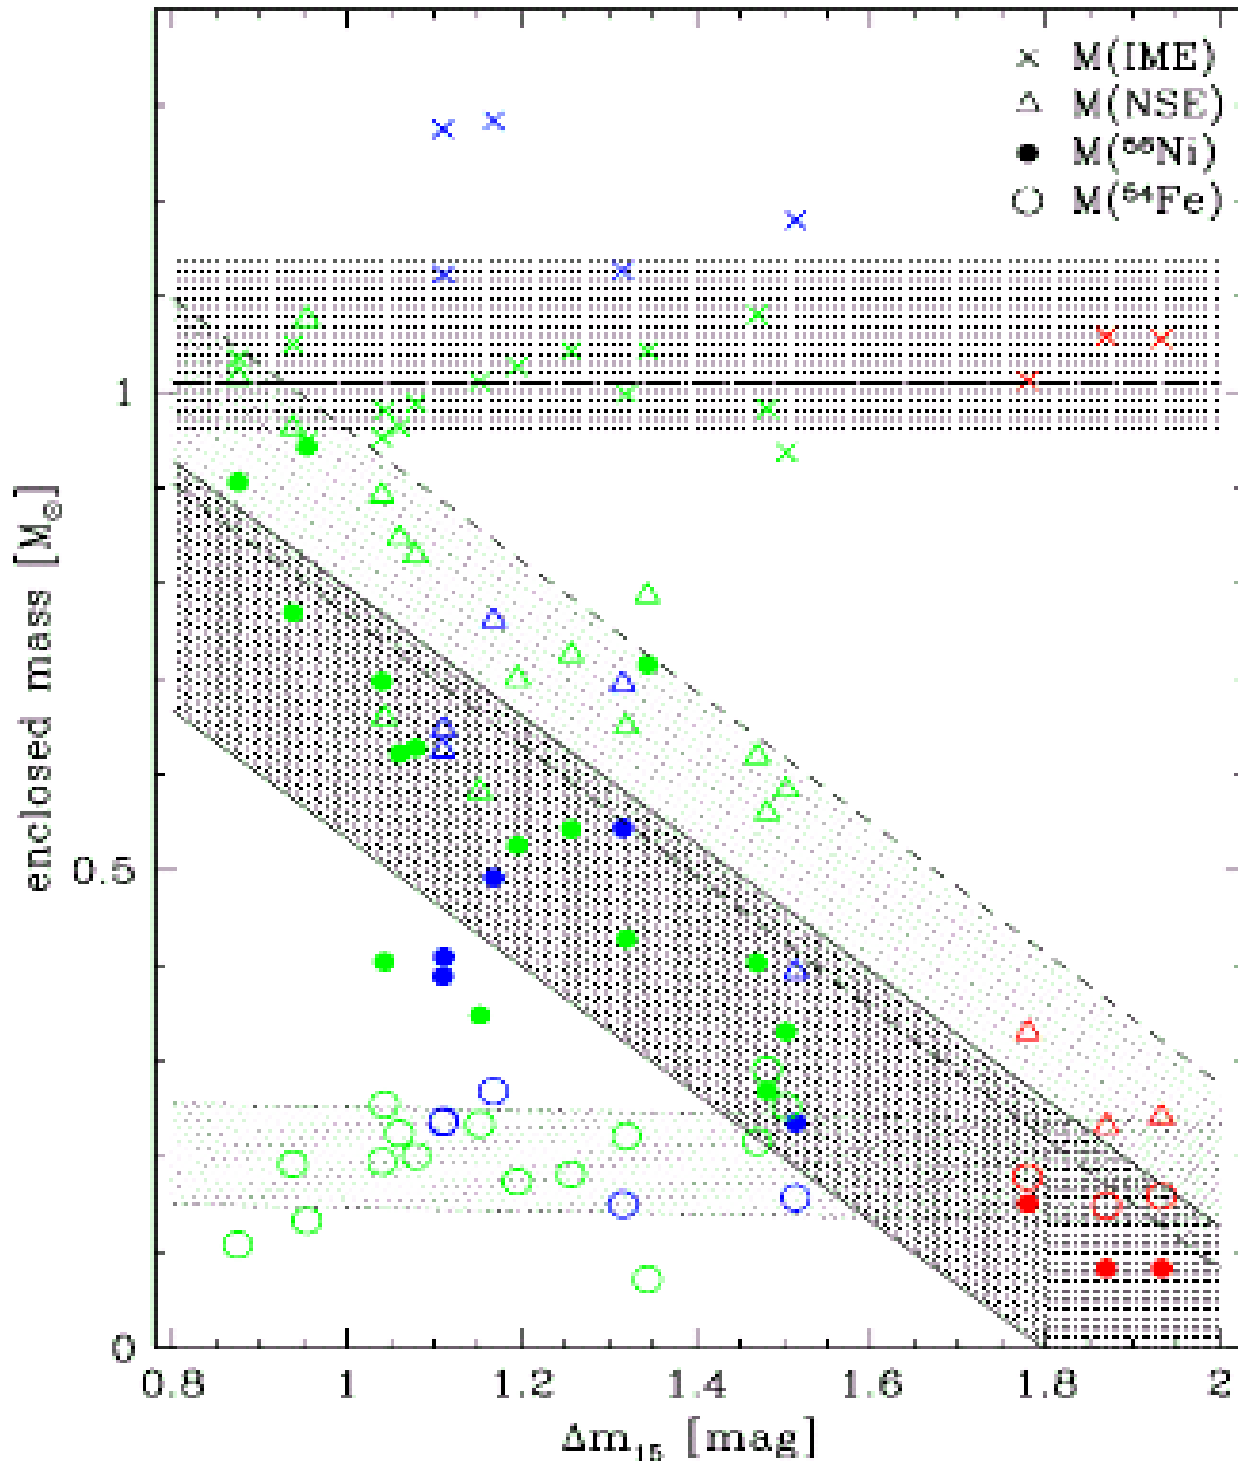 M(IME)
M(NSE)
M(⁵⁶Ni)
M(⁵⁴Fe)
enclosed mass [M⊙]
1
0.5
0
0.8 1 1.2 1.4 1.6 1.8 2
Δm₁₅ [mag]